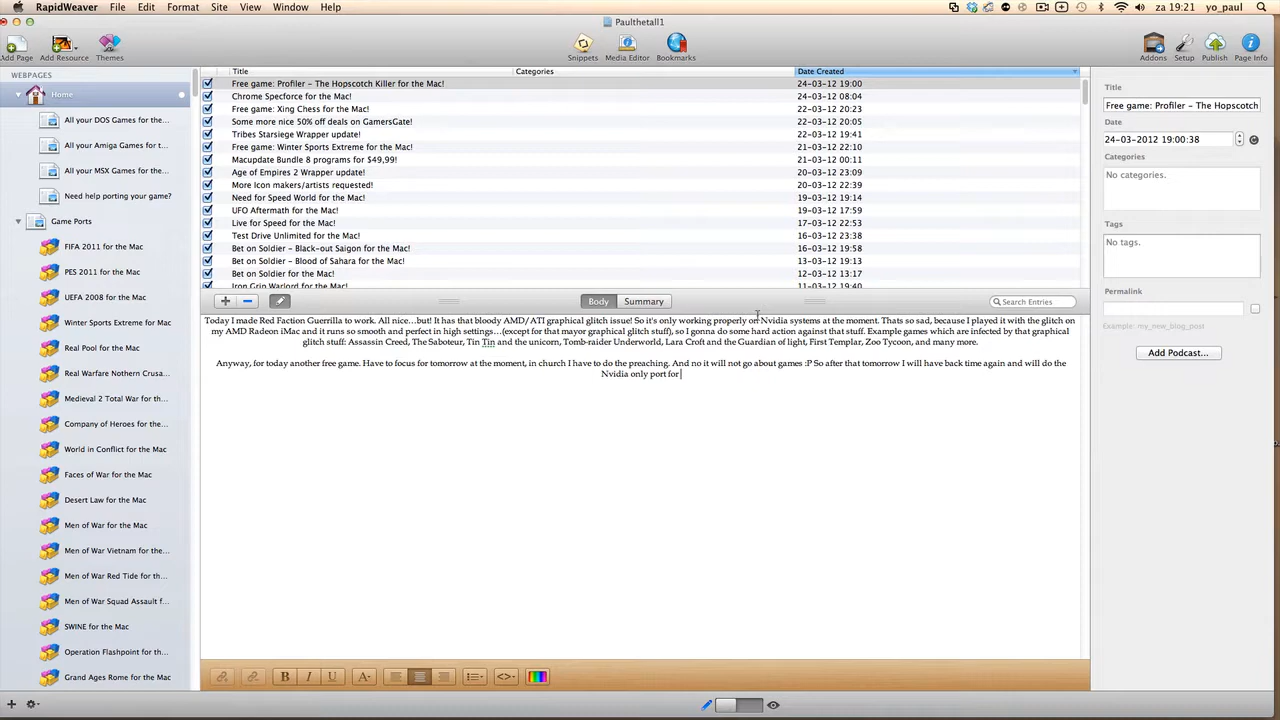 RapidWeaver File Edit Format Site View Window Help
za 19:21 yo_paul
Paulthetall1
Add Page Add Resource Themes Snippets Media Editor Bookmarks Addons Setup Publish Page Info
WEBPAGES
Home
All your DOS Games for the...
All your Amiga Games for t...
All your MSX Games for the...
Need help porting your game?
Game Ports
FIFA 2011 for the Mac
PES 2011 for the Mac
UEFA 2008 for the Mac
Winter Sports Extreme for Mac
Real Pool for the Mac
Real Warfare Nothern Crusa...
Medieval 2 Total War for the...
Company of Heroes for the...
World in Conflict for the Mac
Faces of War for the Mac
Desert Law for the Mac
Men of War for the Mac
Men of War Vietnam for the...
Men of War Red Tide for th...
Men of War Squad Assault f...
SWINE for the Mac
Operation Flashpoint for th...
Grand Ages Rome for the Mac
Title Categories Date Created
Free game: Profiler - The Hopscotch Killer for the Mac! 24-03-12 19:00
Chrome Specforce for the Mac! 24-03-12 08:04
Free game: Xing Chess for the Mac! 22-03-12 20:23
Some more nice 50% off deals on GamersGate! 22-03-12 20:05
Tribes Starsiege Wrapper update! 22-03-12 19:41
Free game: Winter Sports Extreme for the Mac! 21-03-12 22:10
Macupdate Bundle 8 programs for $49,99! 21-03-12 00:11
Age of Empires 2 Wrapper update! 20-03-12 23:09
More Icon makers/artists requested! 20-03-12 22:39
Need for Speed World for the Mac! 19-03-12 19:14
UFO Aftermath for the Mac! 19-03-12 17:59
Live for Speed for the Mac! 17-03-12 22:53
Test Drive Unlimited for the Mac! 16-03-12 23:38
Bet on Soldier - Black-out Saigon for the Mac! 16-03-12 19:58
Bet on Soldier - Blood of Sahara for the Mac! 13-03-12 19:13
Bet on Soldier for the Mac! 12-03-12 13:17
Iron Grip Warlord for the Mac! 11-03-12 19:40
Body Summary Search Entries
Today I made Red Faction Guerrilla to work. All nice...but! It has that bloody AMD/ATI graphical glitch issue! So it's only working properly on Nvidia systems at the moment. Thats so sad, because I played it with the glitch on
my AMD Radeon iMac and it runs so smooth and perfect in high settings...(except for that mayor graphical glitch stuff), so I gonna do some hard action against that stuff. Example games which are infected by that graphical
glitch stuff: Assassin Creed, The Saboteur, Tin Tin and the unicorn, Tomb-raider Underworld, Lara Croft and the Guardian of light, First Templar, Zoo Tycoon, and many more.
Anyway, for today another free game. Have to focus for tomorrow at the moment, in church I have to do the preaching. And no it will not go about games :P So after that tomorrow I will have back time again and will do the
Nvidia only port for
B I U A
Title
Free game: Profiler - The Hopscotch
Date
24-03-2012 19:00:38
Categories
No categories.
Tags
No tags.
Permalink
Example: my_new_blog_post
Add Podcast...